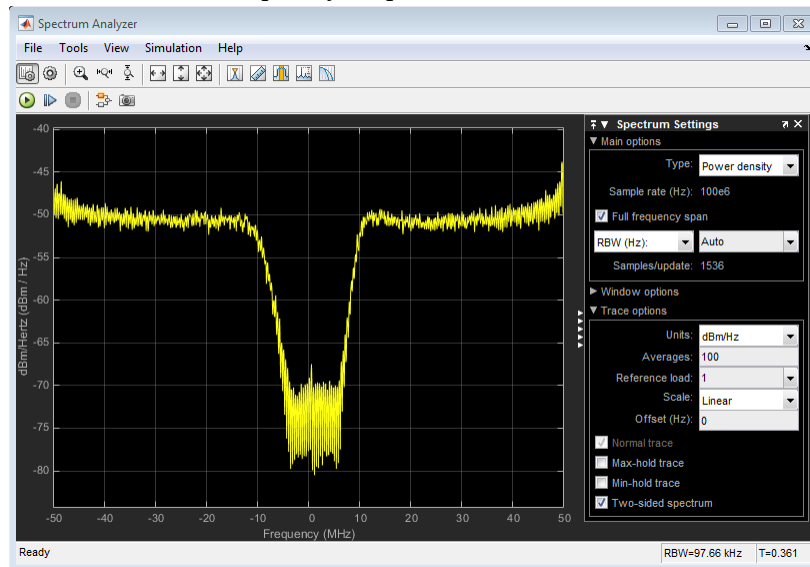 Spectrum Analyzer
File Tools View Simulation Help
Spectrum Settings
Main options
Type: Power density
Sample rate (Hz): 100e6
Full frequency span
RBW (Hz): Auto
Samples/update: 1536
Window options
Trace options
Units: dBm/Hz
Averages: 100
Reference load: 1
Scale: Linear
Offset (Hz): 0
Normal trace
Max-hold trace
Min-hold trace
Two-sided spectrum
-40
-45
-50
-55
-60
-65
-70
-75
-80
dBm/Hertz (dBm / Hz)
-50 -40 -30 -20 -10 0 10 20 30 40 50
Frequency (MHz)
Ready RBW=97.66 kHz T=0.361